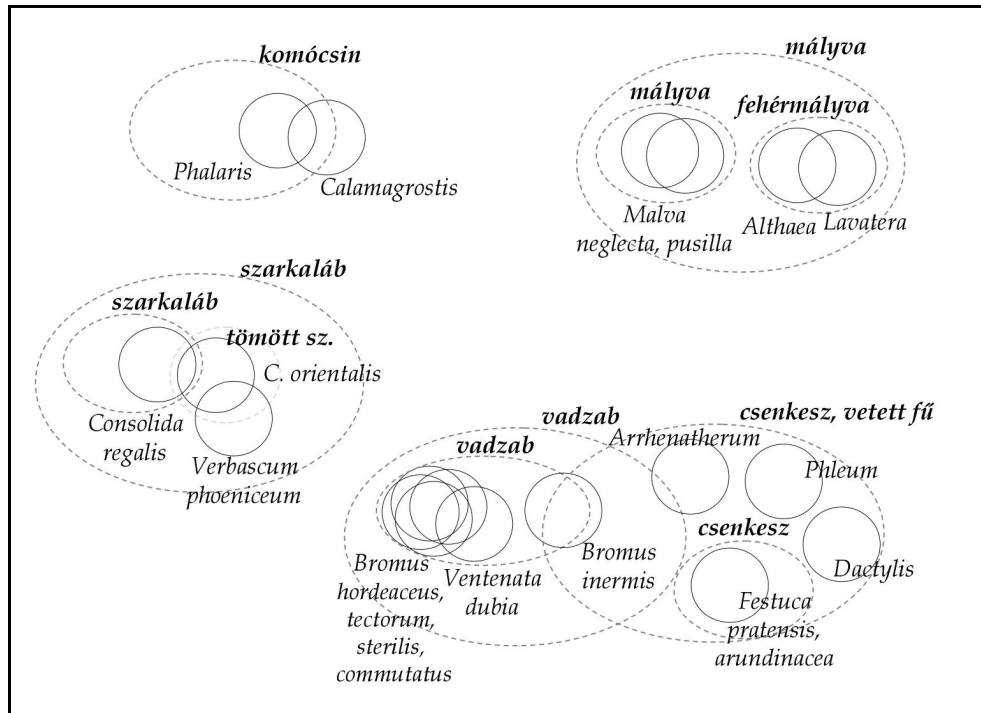 komócsin
Phalaris
Calamagrostis
mályva
mályva
fehérmályva
Malva
neglecta, pusilla
Althaea
Lavatera
szarkaláb
szarkaláb
tömött sz.
C. orientalis
Consolida
regalis
Verbascum
phoeniceum
vadzab
vadzab
Bromus
hordeaceus,
tectorum,
sterilis,
commutatus
Ventenata
dubia
Bromus
inermis
csenkesz, vetett fű
Arrhenatherum
Phleum
csenkesz
Dactylis
Festuca
pratensis,
arundinacea